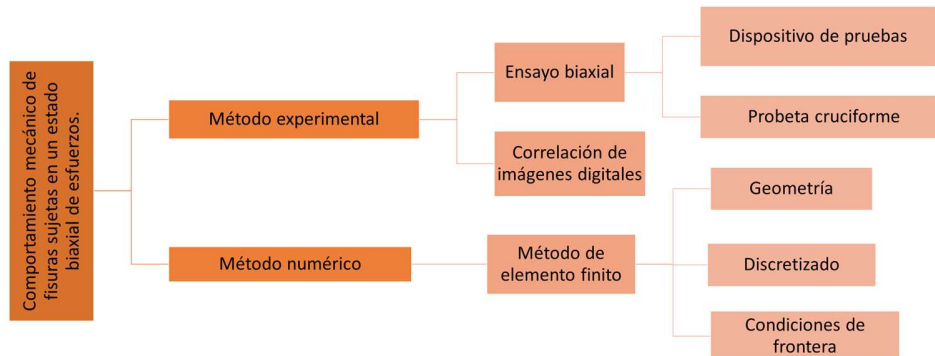 Comportamiento mecánico de
fisuras sujetas en un estado
biaxial de esfuerzos.
Método experimental
Ensayo biaxial
Dispositivo de pruebas
Probeta cruciforme
Correlación de
imágenes digitales
Método numérico
Método de
elemento finito
Geometría
Discretizado
Condiciones de
frontera